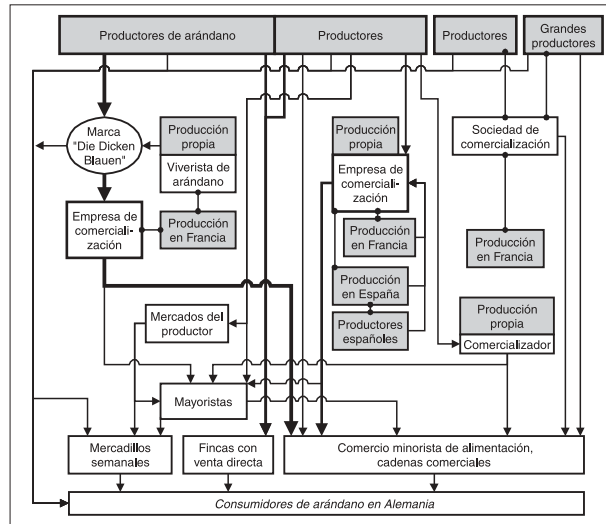 Productores de arándano
Productores
Productores
Grandes
productores
Marca
"Die Dicken
Blauen"
Producción
propia
Viverista de
arándano
Producción
propia
Empresa de
comerciali-
zación
Sociedad de
comercialización
Empresa de
comerciali-
zación
Producción
en Francia
Producción
en Francia
Producción
en Francia
Producción
en España
Productores
españoles
Mercados del
productor
Producción
propia
Comercializador
Mayoristas
Mercadillos
semanales
Fincas con
venta directa
Comercio minorista de alimentación,
cadenas comerciales
Consumidores de arándano en Alemania